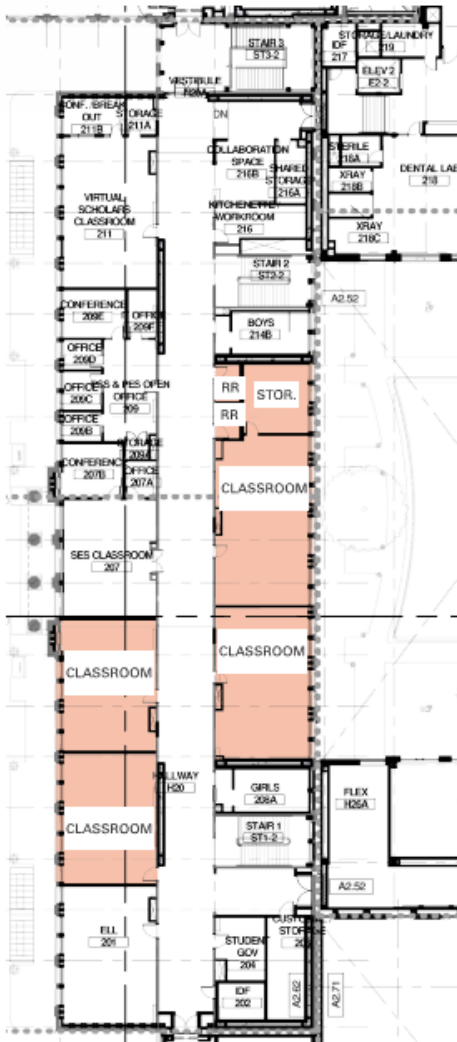 STAIR 3
ST3-2
STORAGE/LAUNDRY
219
IDF
217
ELEV 2
E2-2
VESTIBULE
CONF. / BREAK
OUT
211B
STORAGE
211A
DN
COLLABORATION
SPACE
216B
SHARED
STORAGE
216A
STERILE
218A
XRAY
218B
DENTAL LAB
218
XRAY
218C
VIRTUAL
SCHOLARS
CLASSROOM
211
KITCHENETTE/
WORKROOM
216
STAIR 2
ST2-2
A2.52
CONFERENCE
209E
OFFICE
209F
BOYS
214B
OFFICE
209D
OFFICE
209C
& PES OPEN
OFFICE
209
OFFICE
209B
RR
RR
STOR.
STORAGE
209A
CONFERENCE
207B
OFFICE
207A
CLASSROOM
SES CLASSROOM
207
CLASSROOM
CLASSROOM
HALLWAY
H20
GIRLS
208A
FLEX
H26A
CLASSROOM
STAIR 1
ST1-2
A2.52
ELL
201
STUDENT
GOV
204
STORAGE
IDF
202
A2.62
A2.71